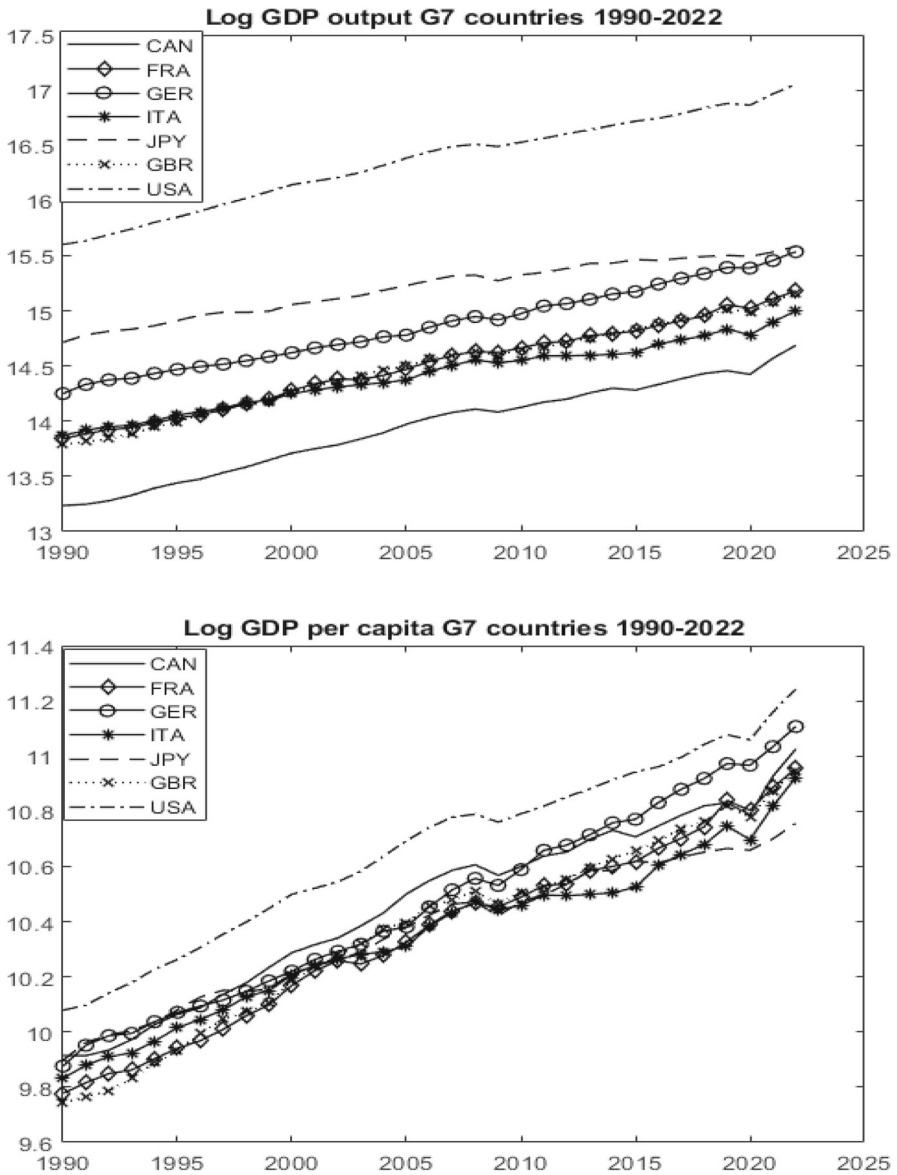 Log GDP output G7 countries 1990-2022
17.5
17
16.5
16
15.5
15
14.5
14
13.5
13
CAN
FRA
GER
ITA
JPY
GBR
USA
1990 1995 2000 2005 2010 2015 2020 2025
Log GDP per capita G7 countries 1990-2022
11.4
11.2
11
10.8
10.6
10.4
10.2
10
9.8
9.6
CAN
FRA
GER
ITA
JPY
GBR
USA
1990 1995 2000 2005 2010 2015 2020 2025